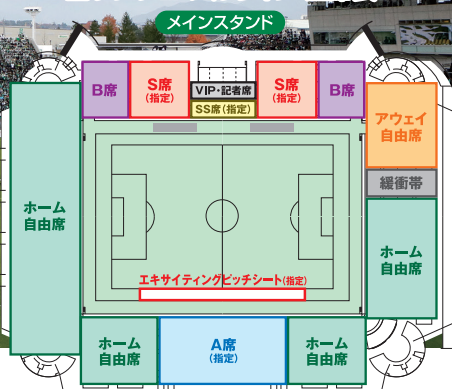 メインスタンド
B席
S席
(指定)
VIP・記者席
SS席(指定)
S席
(指定)
B席
アウェイ
自由席
緩衝帯
ホーム
自由席
ホーム
自由席
エキサイティングピッチシート(指定)
ホーム
自由席
A席
(指定)
ホーム
自由席